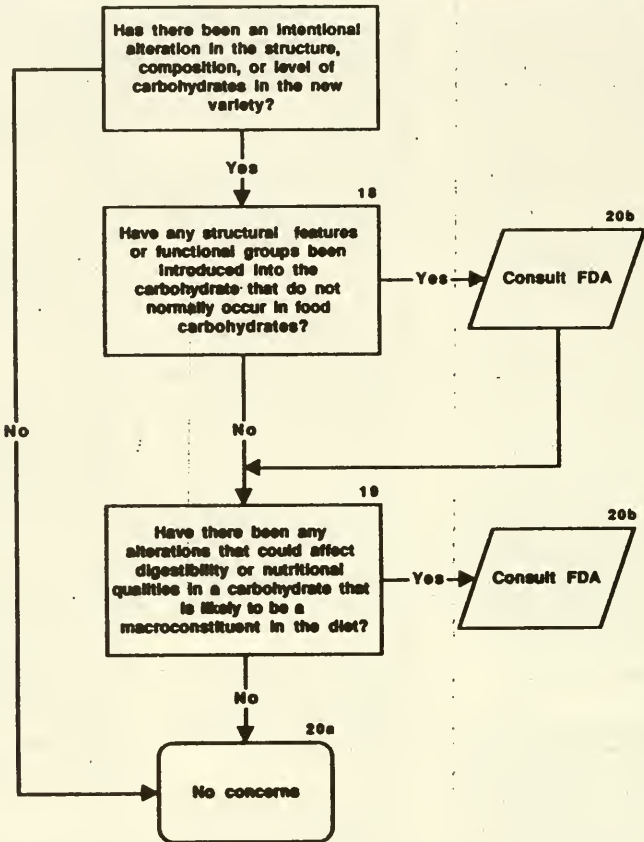 Has there been an intentional
alteration in the structure,
composition, or level of
carbohydrates in the new
variety?
Yes
18
Have any structural features
or functional groups been
introduced into the
carbohydrate that do not
normally occur in food
carbohydrates?
Yes
20b
Consult FDA
No
No
19
Have there been any
alterations that could affect
digestibility or nutritional
qualities in a carbohydrate that
is likely to be a
macroconstituent in the diet?
Yes
20b
Consult FDA
No
20a
No concerns